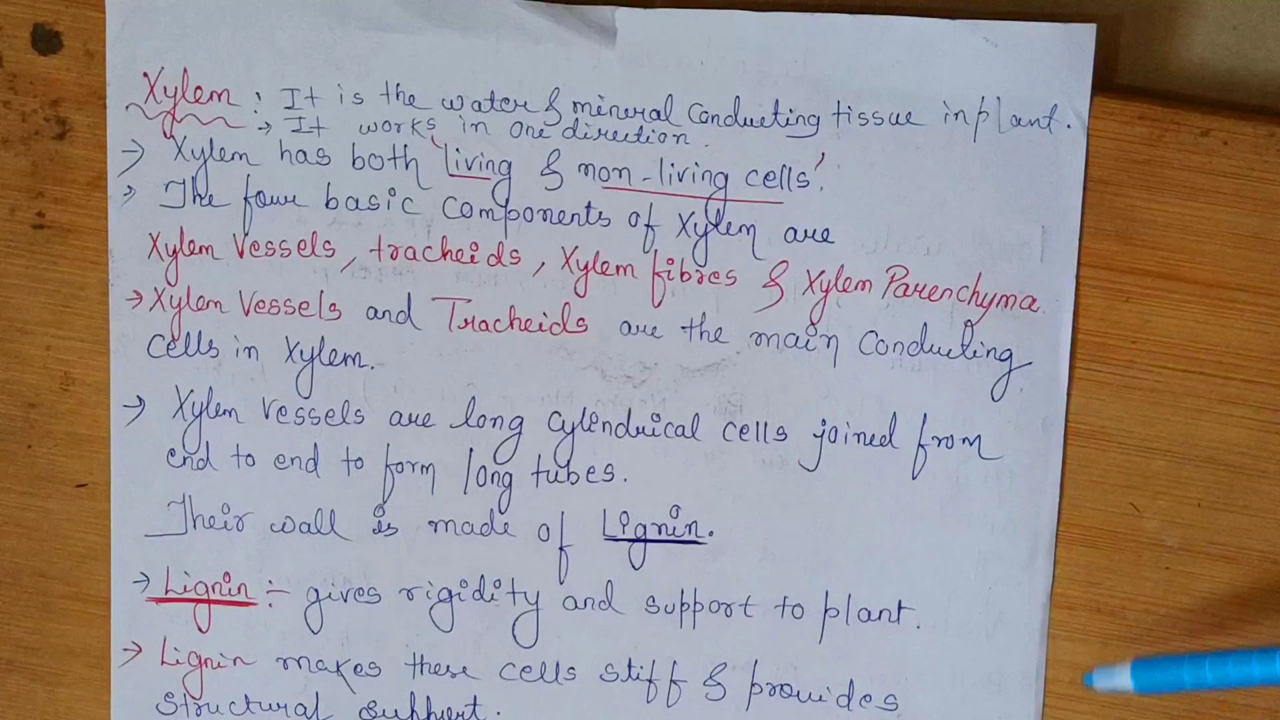 Xylem : It is the water & mineral conducting tissue in plant.
→ It works in one direction.
→ Xylem has both living & non-living cells.
→ The four basic components of Xylem are
Xylem Vessels, tracheids, Xylem fibres & Xylem Parenchyma.
→ Xylem Vessels and Tracheids are the main conducting
cells in Xylem.
→ Xylem vessels are long cylendrical cells joined from
end to end to form long tubes.
Their wall is made of Lignin.
→ Lignin :- gives rigidity and support to plant.
→ Lignin makes these cells stiff & provides
structural support.